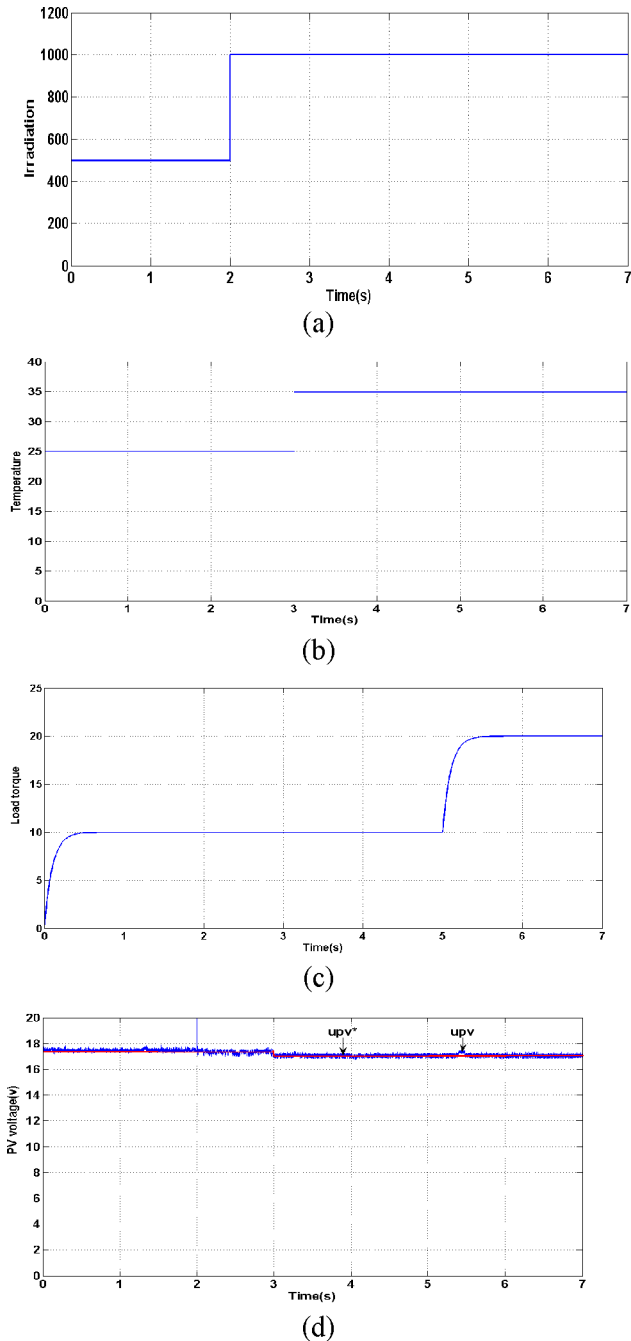 1200
1000
800
600
400
200
0
Irradiation
0 1 2 3 4 5 6 7
Time(s)
(a)
40
35
30
25
20
15
10
5
0
Temperature
0 1 2 3 4 5 6 7
Time(s)
(b)
25
20
15
10
5
0
Load torque
0 1 2 3 4 5 6 7
Time(s)
(c)
20
18
16
14
12
10
8
6
4
2
0
PV voltage(v)
upv* upv
0 1 2 3 4 5 6 7
Time(s)
(d)